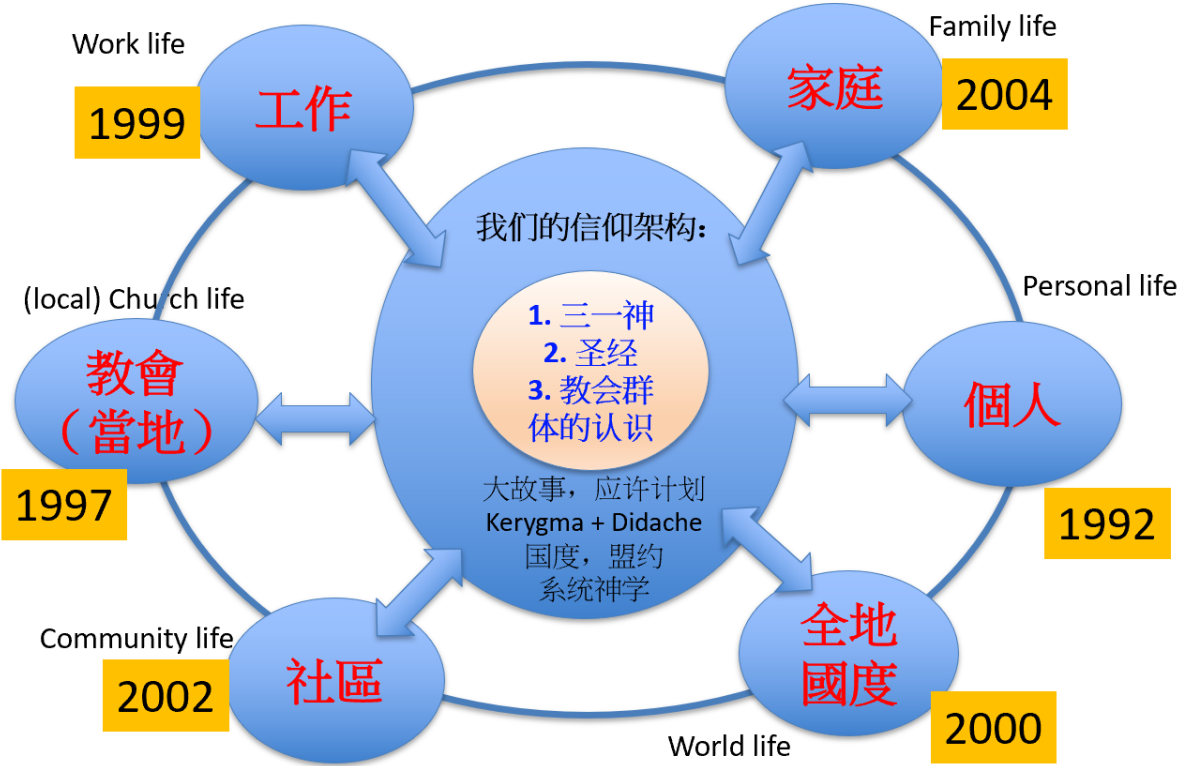 Work life
工作
1999
Family life
家庭
2004
我们的信仰架构：
1. 三一神
2. 圣经
3. 教会群
体的认识
大故事，应许计划
Kerygma + Didache
国度，盟约
系统神学
(local) Church life
教會
（當地）
1997
Personal life
個人
1992
Community life
社區
2002
全地
國度
2000
World life